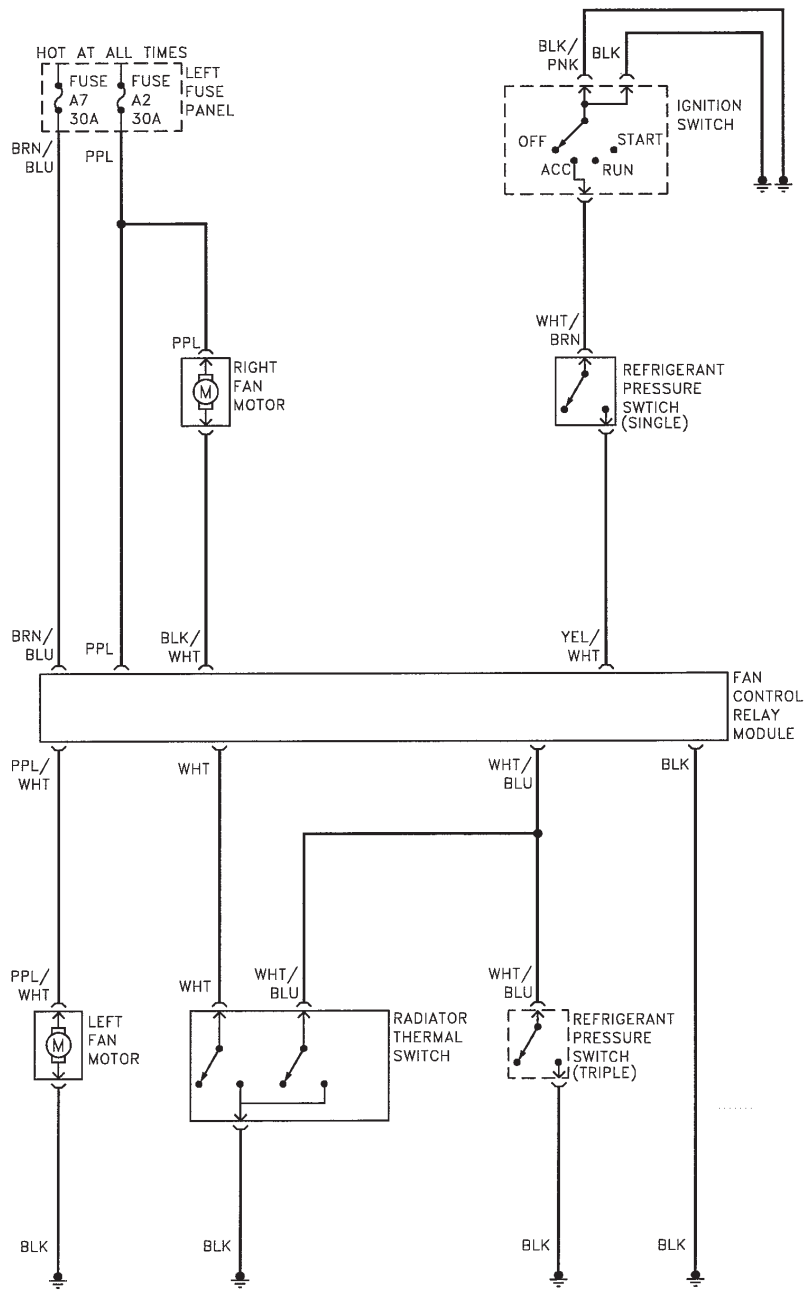 HOT AT ALL TIMES
FUSE
A7
30A
FUSE
A2
30A
LEFT
FUSE
PANEL
BRN/
BLU
PPL
BLK/
PNK
BLK
IGNITION
SWITCH
OFF
START
ACC
RUN
WHT/
BRN
PPL
RIGHT
FAN
MOTOR
M
REFRIGERANT
PRESSURE
SWTICH
(SINGLE)
BRN/
BLU
PPL
BLK/
WHT
YEL/
WHT
FAN
CONTROL
RELAY
MODULE
PPL/
WHT
WHT
WHT/
BLU
BLK
PPL/
WHT
WHT
WHT/
BLU
WHT/
BLU
LEFT
FAN
MOTOR
M
RADIATOR
THERMAL
SWITCH
REFRIGERANT
PRESSURE
SWITCH
(TRIPLE)
BLK
BLK
BLK
BLK